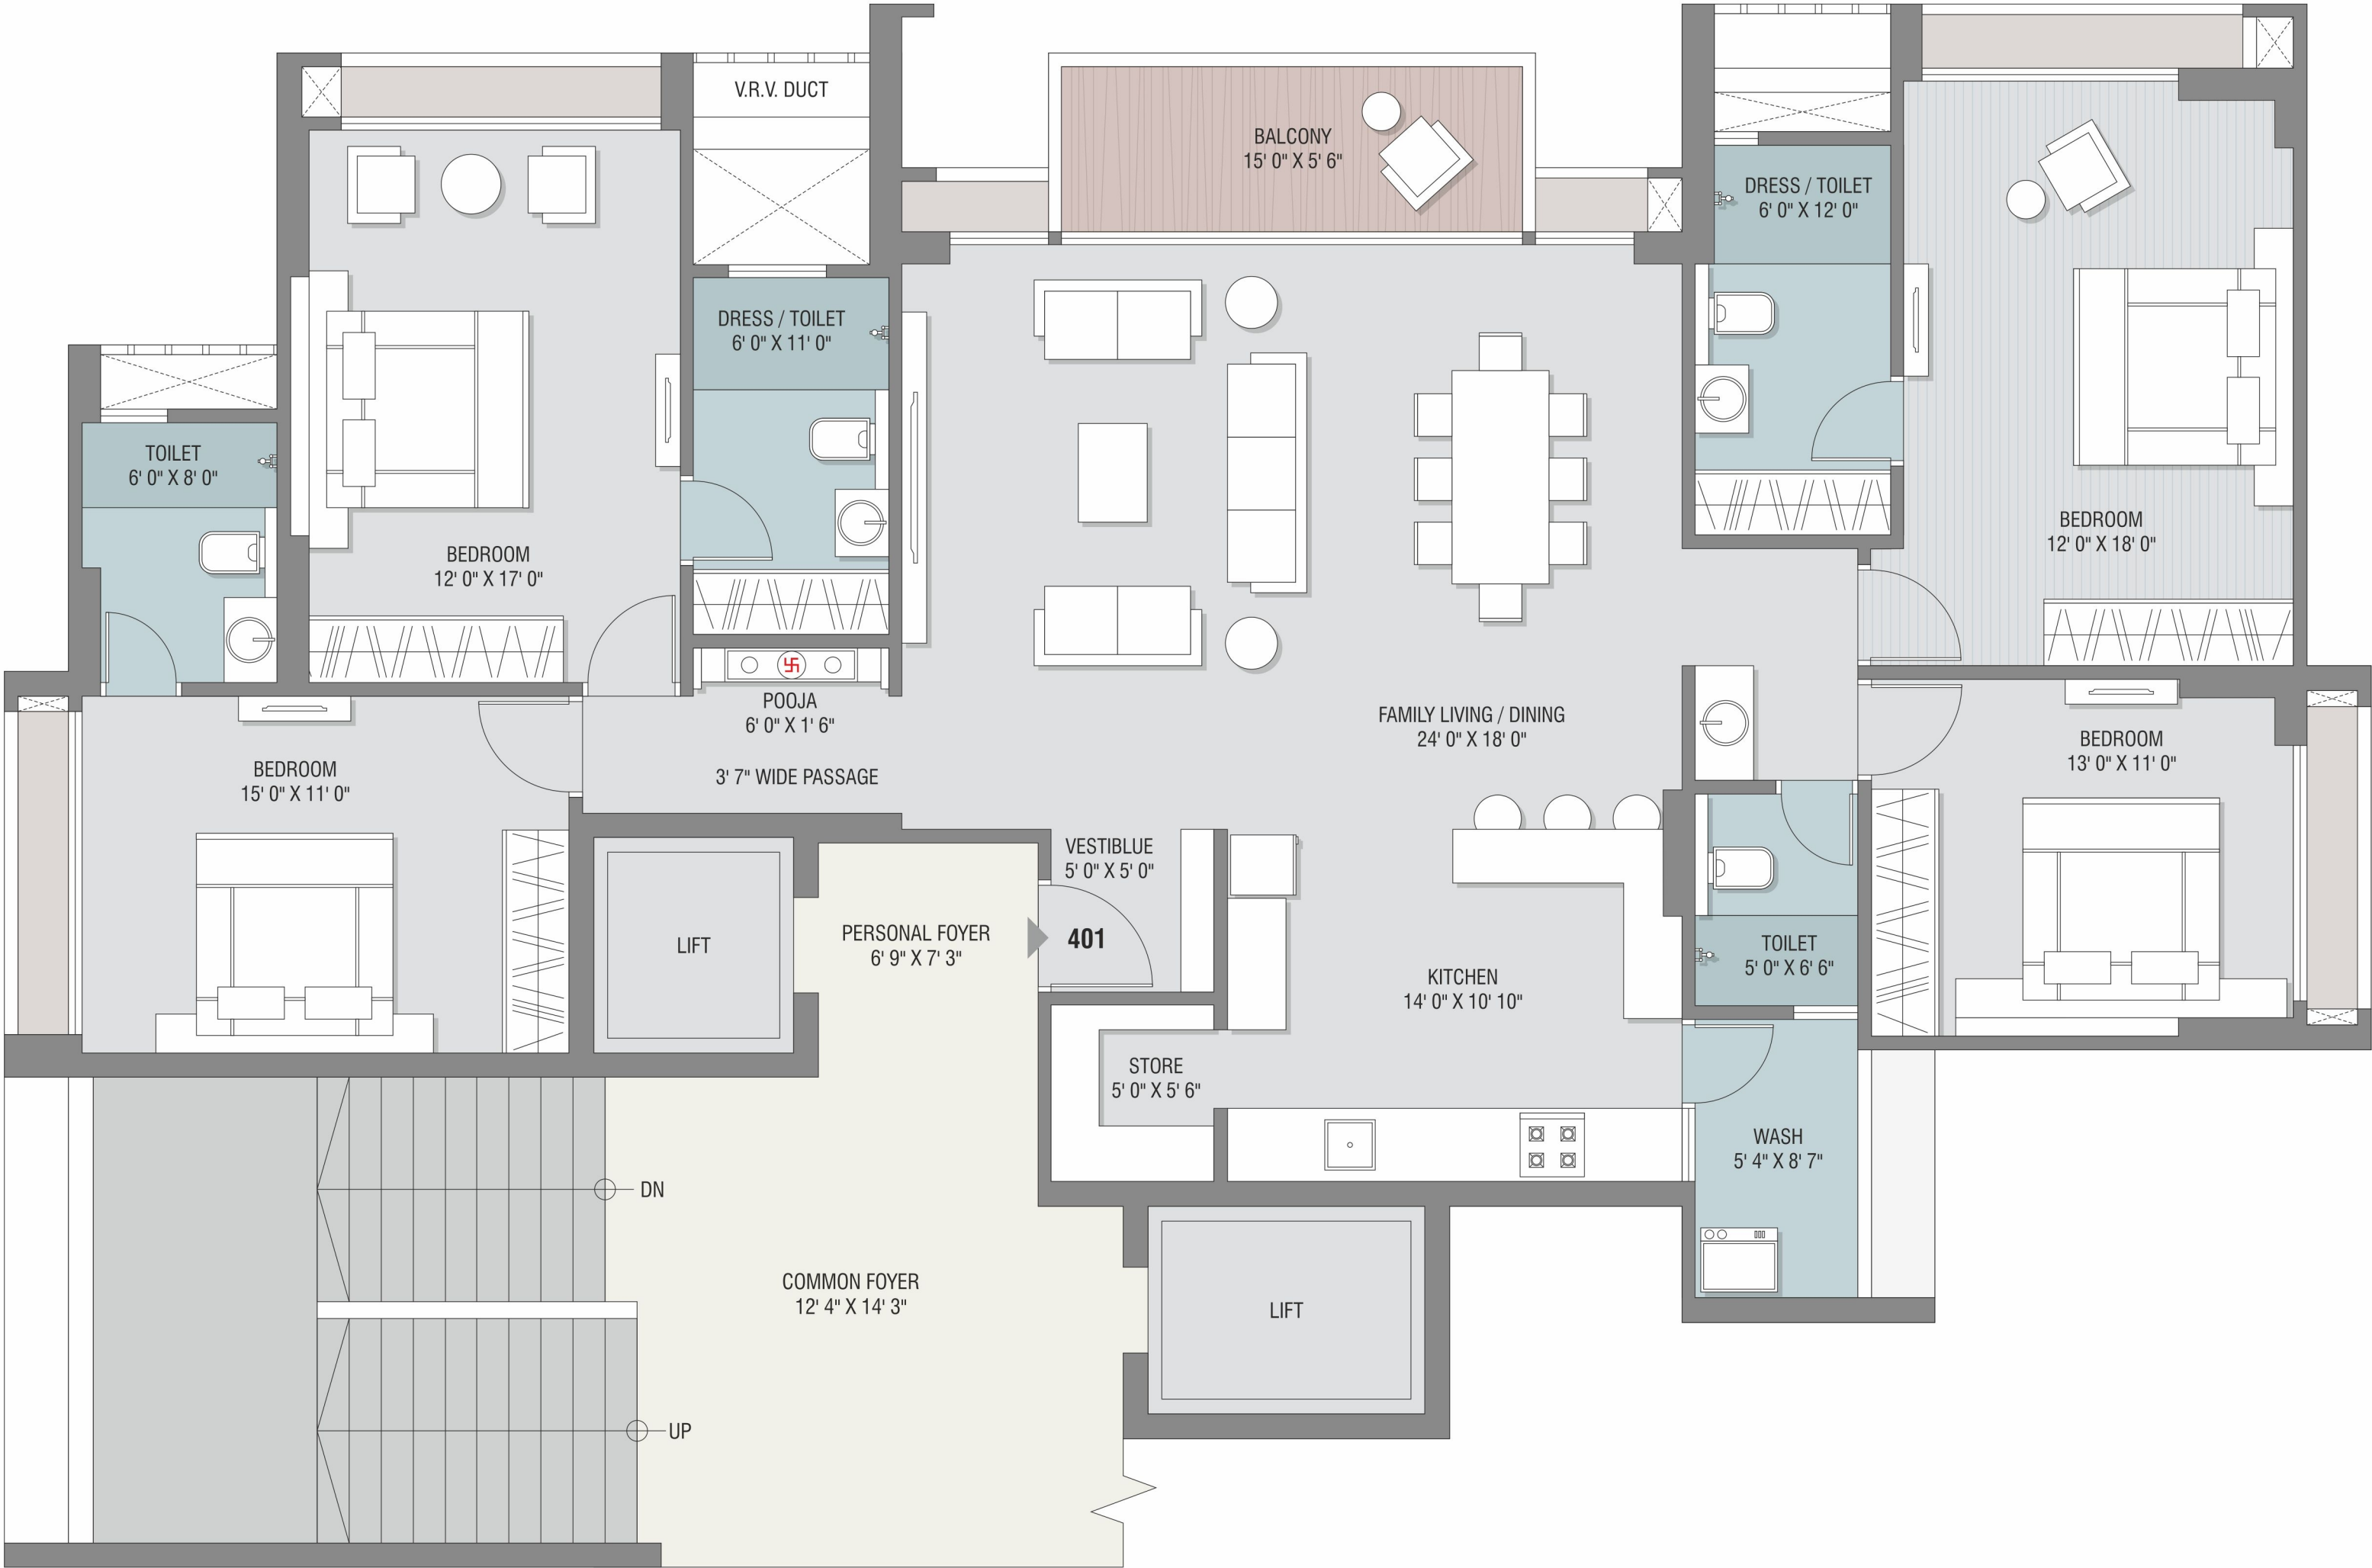 V.R.V. DUCT
BALCONY
15' 0" X 5' 6"
DRESS / TOILET
6' 0" X 12' 0"
DRESS / TOILET
6' 0" X 11' 0"
TOILET
6' 0" X 8' 0"
BEDROOM
12' 0" X 17' 0"
BEDROOM
12' 0" X 18' 0"
POOJA
6' 0" X 1' 6"
FAMILY LIVING / DINING
24' 0" X 18' 0"
BEDROOM
15' 0" X 11' 0"
3' 7" WIDE PASSAGE
BEDROOM
13' 0" X 11' 0"
VESTIBLUE
5' 0" X 5' 0"
LIFT
PERSONAL FOYER
6' 9" X 7' 3"
401
KITCHEN
14' 0" X 10' 10"
TOILET
5' 0" X 6' 6"
STORE
5' 0" X 5' 6"
WASH
5' 4" X 8' 7"
DN
COMMON FOYER
12' 4" X 14' 3"
LIFT
UP